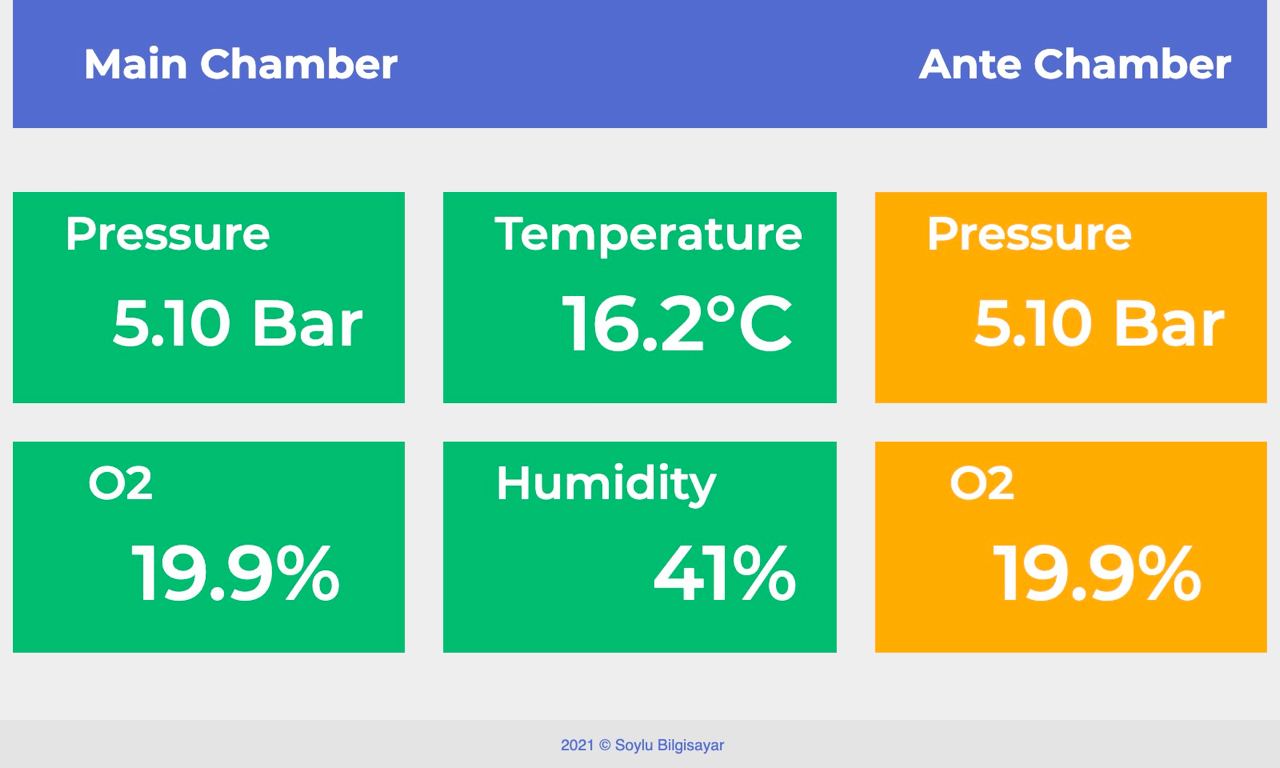 Main Chamber
Ante Chamber
Pressure
5.10 Bar
Temperature
16.2°C
Pressure
5.10 Bar
O2
19.9%
Humidity
41%
O2
19.9%
2021 © Soylu Bilgisayar